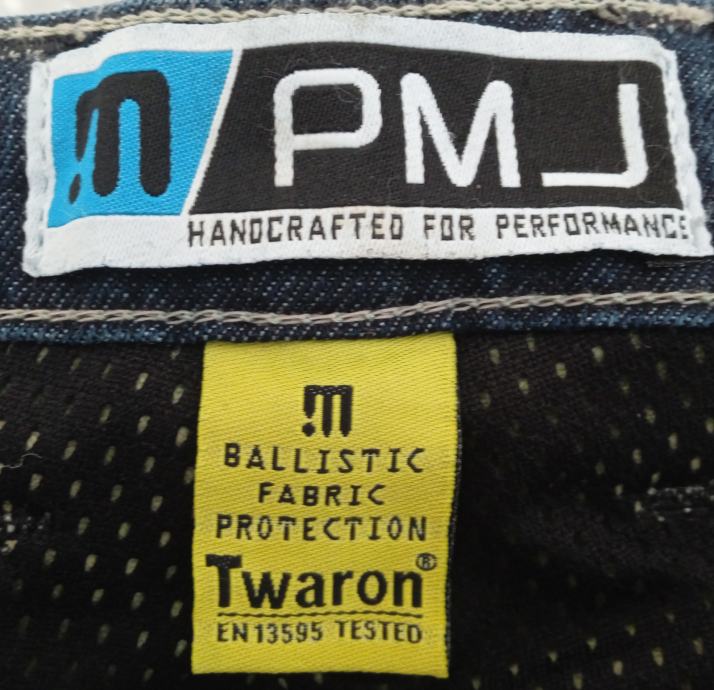 PMJ
HANDCRAFTED FOR PERFORMANCE
BALLISTIC
FABRIC
PROTECTION
Twaron®
EN13595 TESTED